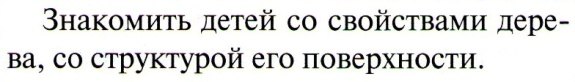 Знакомить детей со свойствами дере-
ва, со структурой его поверхности.